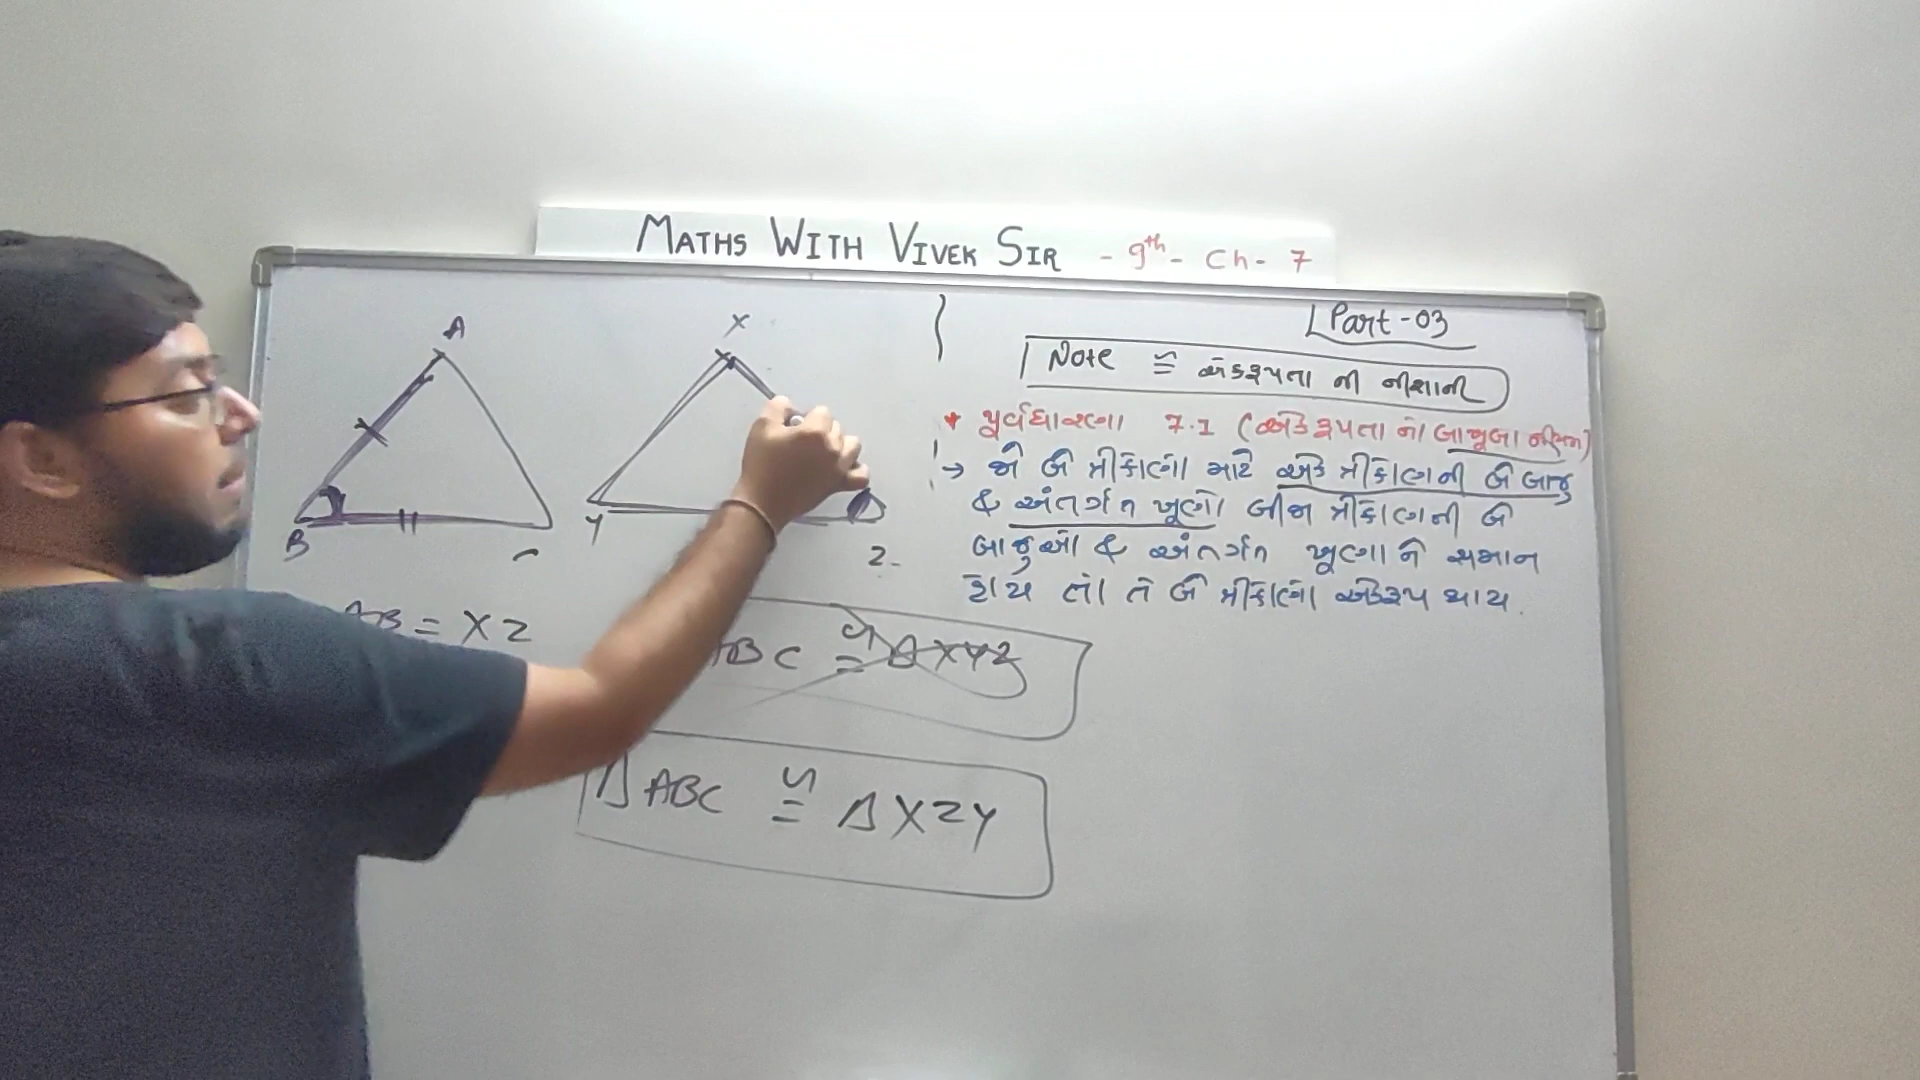 MATHS WITH VIVEK SIR - 9th - Ch - 7
Part - 03
Note ≅ એકરૂપતા ની નીશાની
* પૂર્વધારણા 7.1 (એકરૂપતા નો બાખૂબા નિયમ)
→ જો બે ત્રીકોણો માટે એક ત્રીકોણની બે બાજુ
& અંતર્ગત ખૂણો બીજા ત્રીકોણની બે
બાજુઓ & અંતર્ગત ખૂણા ને સમાન
હોય તો તે બે ત્રીકોણો એકરૂપ થાય.
A
B
X
Y
Z
AB = XZ
ABC ≅ Δ XYZ
Δ ABC ≅ Δ XZY